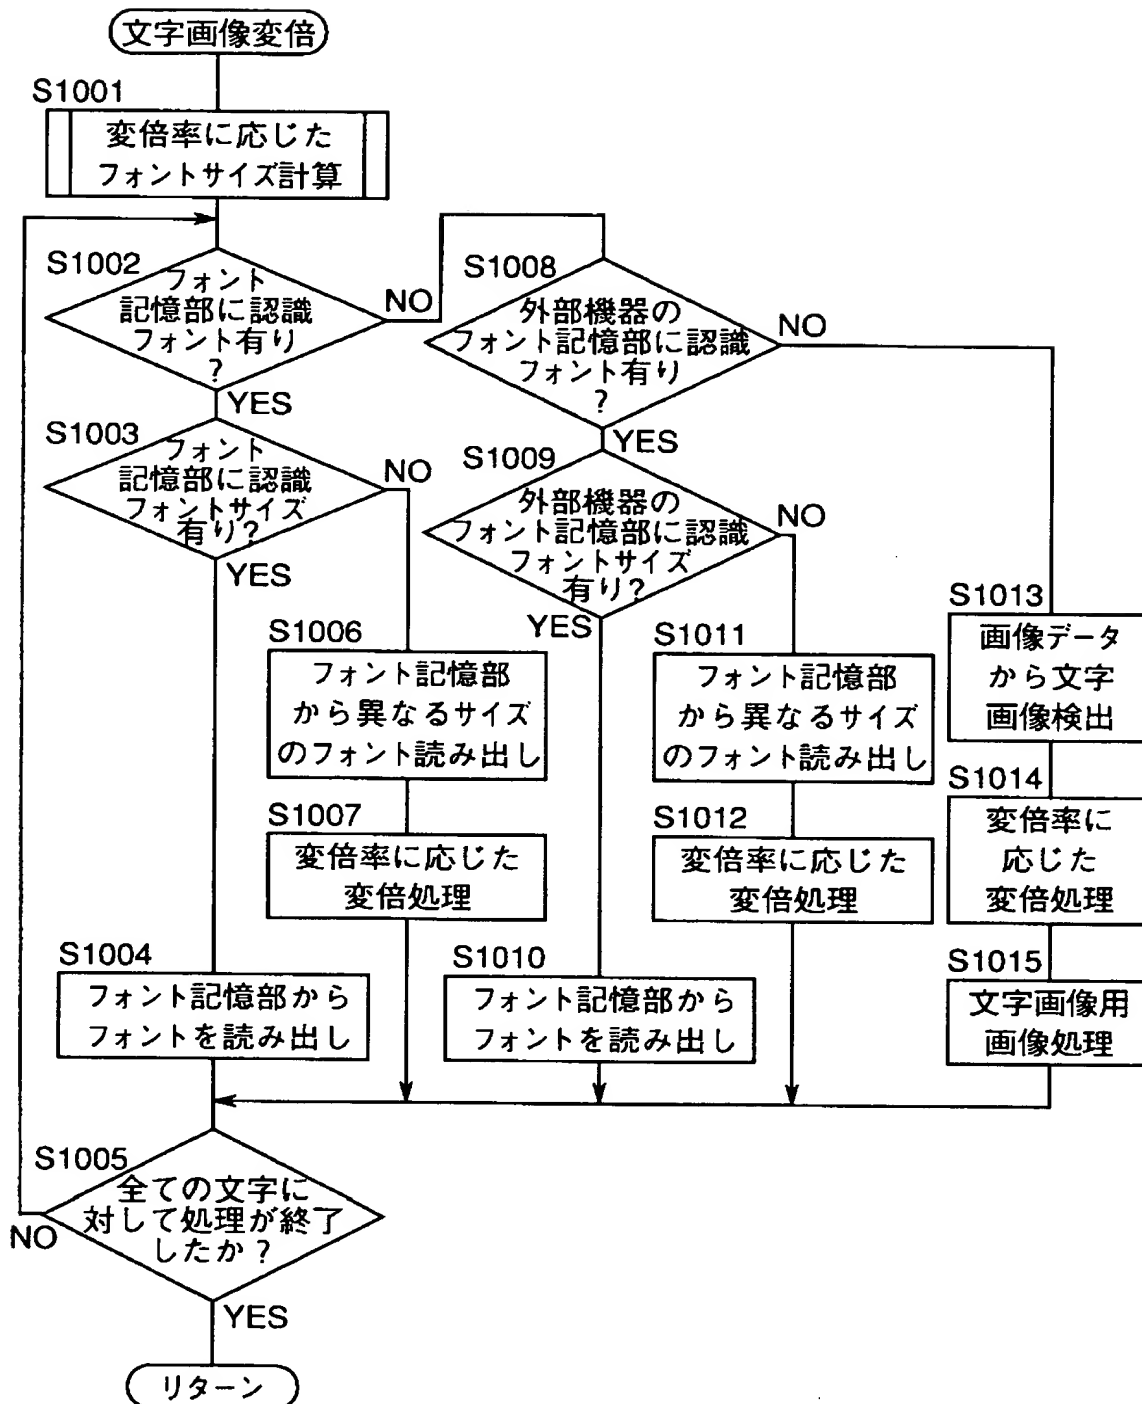 文字画像変倍
S1001
変倍率に応じた
フォントサイズ計算
S1002
フォント
記憶部に認識
フォント有り
?
NO
YES
S1008
外部機器の
フォント記憶部に認識
フォント有り
?
NO
YES
S1003
フォント
記憶部に認識
フォントサイズ
有り?
NO
YES
S1009
外部機器の
フォント記憶部に認識
フォントサイズ
有り?
NO
YES
S1006
フォント記憶部
から異なるサイズ
のフォント読み出し
S1007
変倍率に応じた
変倍処理
S1011
フォント記憶部
から異なるサイズ
のフォント読み出し
S1012
変倍率に応じた
変倍処理
S1013
画像データ
から文字
画像検出
S1014
変倍率に
応じた
変倍処理
S1015
文字画像用
画像処理
S1004
フォント記憶部から
フォントを読み出し
S1010
フォント記憶部から
フォントを読み出し
S1005
全ての文字に
対して処理が終了
したか?
NO
YES
リターン